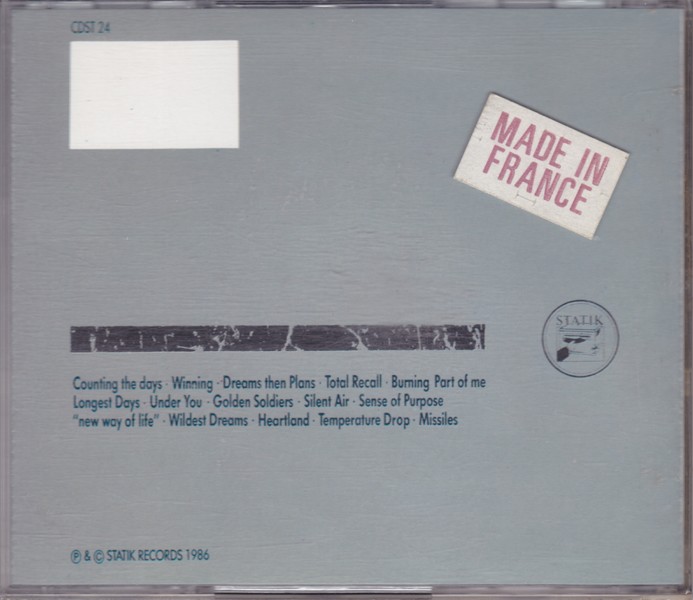 CDST 24
MADE IN
FRANCE
STATIK
Counting the days · Winning · Dreams then Plans · Total Recall · Burning Part of me
Longest Days · Under You · Golden Soldiers · Silent Air · Sense of Purpose
"new way of life" · Wildest Dreams · Heartland · Temperature Drop · Missiles
℗ & © STATIK RECORDS 1986